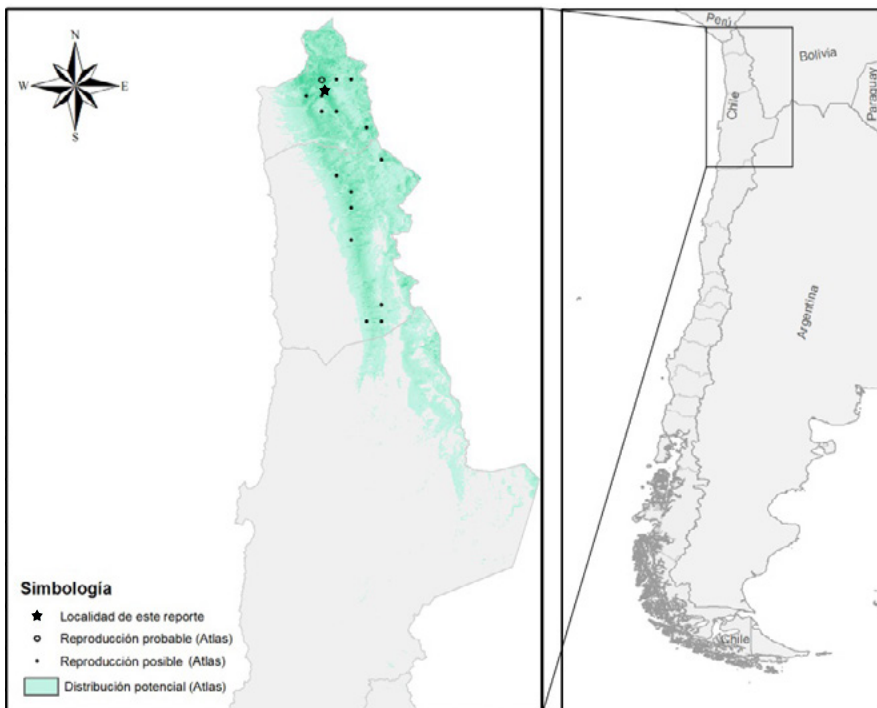 N
W
E
S
Simbología
Localidad de este reporte
Reproducción probable (Atlas)
Reproducción posible (Atlas)
Distribución potencial (Atlas)
Perú
Bolivia
Chile
Paraguay
Argentina
Chile